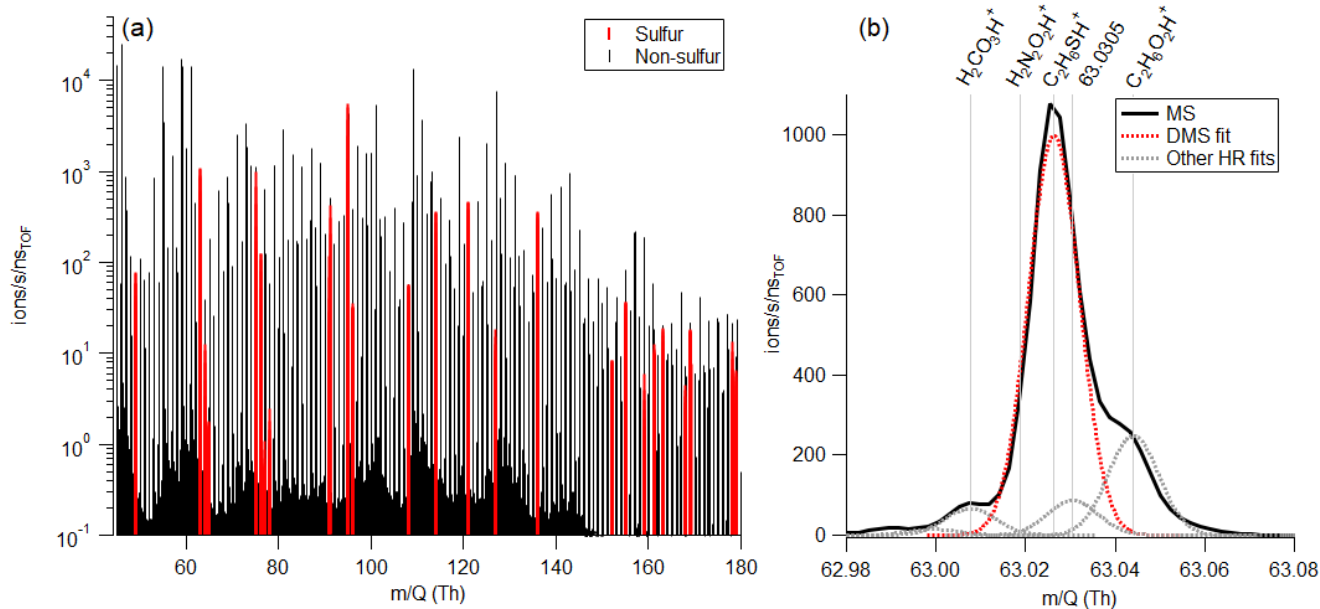 (a)
Sulfur
Non-sulfur
ions/s/ns_TOF
10^4
10^3
10^2
10^1
10^0
10^-1
60
80
100
120
140
160
180
m/Q (Th)
(b)
H2CO3H+
H2N2O2H+
C2H6SH+
63.0305
C2H6O2H+
MS
DMS fit
Other HR fits
ions/s/ns_TOF
1000
800
600
400
200
0
62.98
63.00
63.02
63.04
63.06
63.08
m/Q (Th)